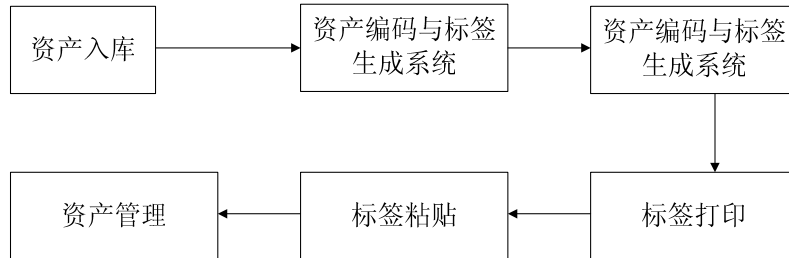 资产入库
资产编码与标签
生成系统
资产编码与标签
生成系统
资产管理
标签粘贴
标签打印